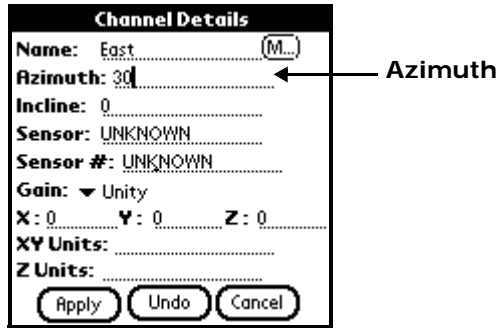 Channel Details
Name: East (M...)
Azimuth: 30 Azimuth
Incline: 0
Sensor: UNKNOWN
Sensor #: UNKNOWN
Gain: Unity
X: 0 Y: 0 Z: 0
XY Units:
Z Units:
Apply Undo Cancel